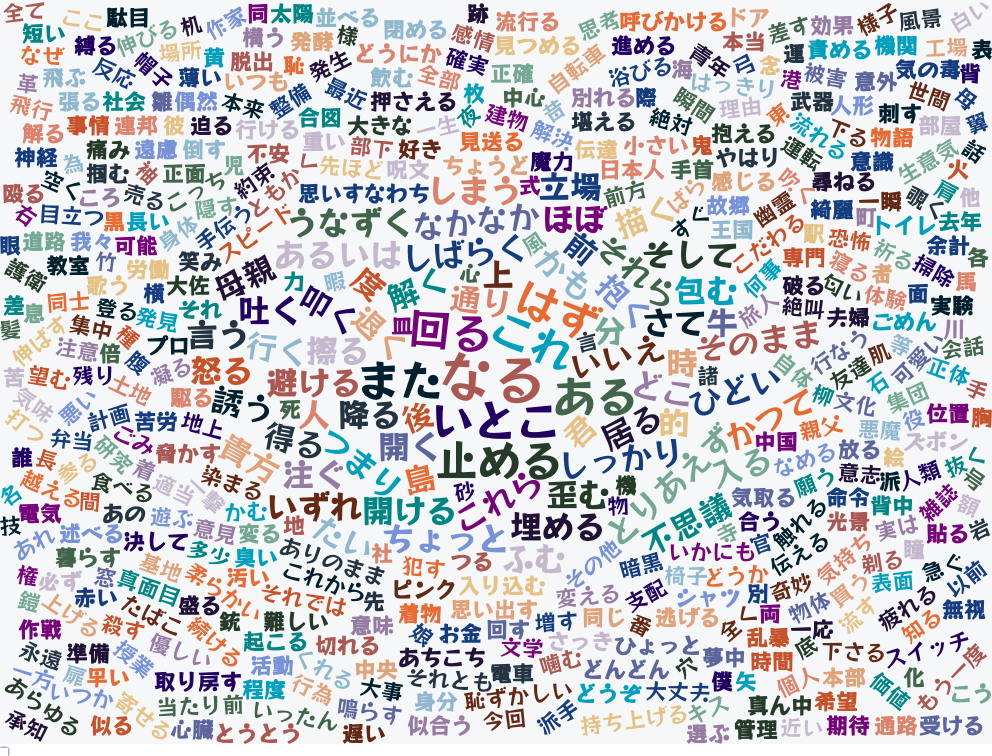 全て ここ 駄目 伸びる 机 作家 同 太陽 並べる 閉める 跡 流行る 思考 呼びかける ドア 差す 効果 様子 風景 白い
短い 縛る 場所 黄 横う 発酵 様 どうにか 感情 見つめる 進める 青年 本当 運 責める 機関 工場 表
なぜ 反応 帽子 脱出 恥 発生 確実 自転車 弓 念 気の毒 背
革 飛ぶ 薄い いつも 飲む 全部 正確 浴びる 海 はっきり 港 被害 意外 世間 母
飛行 張る 社会 雛 偶然 本来 整備 最近 押さえる 枚 中心 昔 別れる 際 瞬間 理由 東 武器 人形 刺す 部屋 翼
解る 事情 連邦 彼 迫る 行ける 合図 大きな 一生 夜 建物 解決 堪える 絶対 流れる 下る 物語 話
神経 為 痛み 遠慮 倒す 重い 部下 好き 見送る 伝達 小さい 鬼 抱える 運転 意識 生意気 火
掴む 袖 正面 児 不安 先ほど 呪文 ちょうど 魔力 日本人 手首 やはり 尋ねる 肩
殴る 空く ころ 売る こっち 約束 ともか 思いすなわち しまう 式 立場 前方 くばら 感じる 吹く 一瞬 覗く 他
谷 目立つ 黒 長い 身体 隠す スピード うなずく なかなか ほぼ 描く すぐ 故郷 幽霊 綺麗 町 トイレ 去年
眼 道路 我々 可能 手伝う あるいは しばらく 風 前 それら そして 王国 こだわる 駅 恐怖 祈る 余計 各
護衛 教室 竹 労働 笑み 母親 力 暇 度 解く 心 上 かも 抱く 包む 何事 専門 寝る 者 掃除 馬
差 息 歌う 横 大佐 吐く 叩く 返す 通り はず 分 さて 牛 旅人 破る 匂い 体験 面 実験
髪 同士 登る 発見 それ 員 回る これ 言 絶叫 夫婦 ごめん 川
伸ばす 集中 種 プロ 言う 行く 擦る いいえ 時 そのまま 自体 行なう 肌 等 可愛い 会話
苦 注意 倍 腹 凝る 怒る 避ける また なる ある どこ 諸 ひどい 友達 石 正体 手
望む 残り 土地 駆る 誘う 死 人 降る 後 いとこ 君 居る 的 かつて 柳 文化 集団 役 位置 胸
気味 悪い 計画 苦労 地上 得る 開く 止める しっかり とりあえず 入る 中国 親父 悪魔 ズボン
打つ 弁当 ごみ 脅かす 貴方 つまり 島 砂 歪む 機 なめる 放る 絵
誰 長 参る 研究 着 適当 一撃 染まる 注ぐ これら 物 不思議 気取る 願う 意志 派 人類 抜く
名 越える 間 食べる あの 遊ぶ かむ いずれ 開ける 埋める 寺 合う 命令 背中 雑誌 号
技 電気 述べる 決して 意見 変る 地 たい ちょっと ふむ その他 いかにも 官 触れる 光景 実は 貼る 額 岩
あれ 暮らす 多少 臭い ありのまま 社 犯す つる 暗黒 伝える 気持ち 剃る 瞳 急ぐ
権 必ず 窓 基地 柔らかい 汚い これから 先 ピンク 入り込む 変える 支配 椅子 どうか 奇妙 買う 表面 以前
鎧 赤い 真面目 盛る それでは 着物 思い出す 増す 同じ シャツ 別 物体 疲れる 無視
上げる たばこ 続ける 銃 難しい 意味 娘 お金 回す 番 逃げる 全く 両 流す 知る
作戦 殺す 起こる 切れる 文学 さっき ひょっと 乱暴 一応 底 下さる スイッチ
永遠 準備 授業 優しい あちこち 噛む 夢中 時間
一方 扉 早い 活動 くれる 中央 それとも 電車 どんどん 穴 個人 本部 価値 化 もう一度
あらゆる いつか 取り戻す 程度 行為 大事 身分 恥ずかしい どうぞ 大丈夫 僕 矢 真ん中 希望 こう
承知 似る 寄せる 心臓 当たり前 とうとう いったん 鳴らす 遅い 似合う 今回 派手 持ち上げる キス 選ぶ 管理 近い 期待 通路 受ける